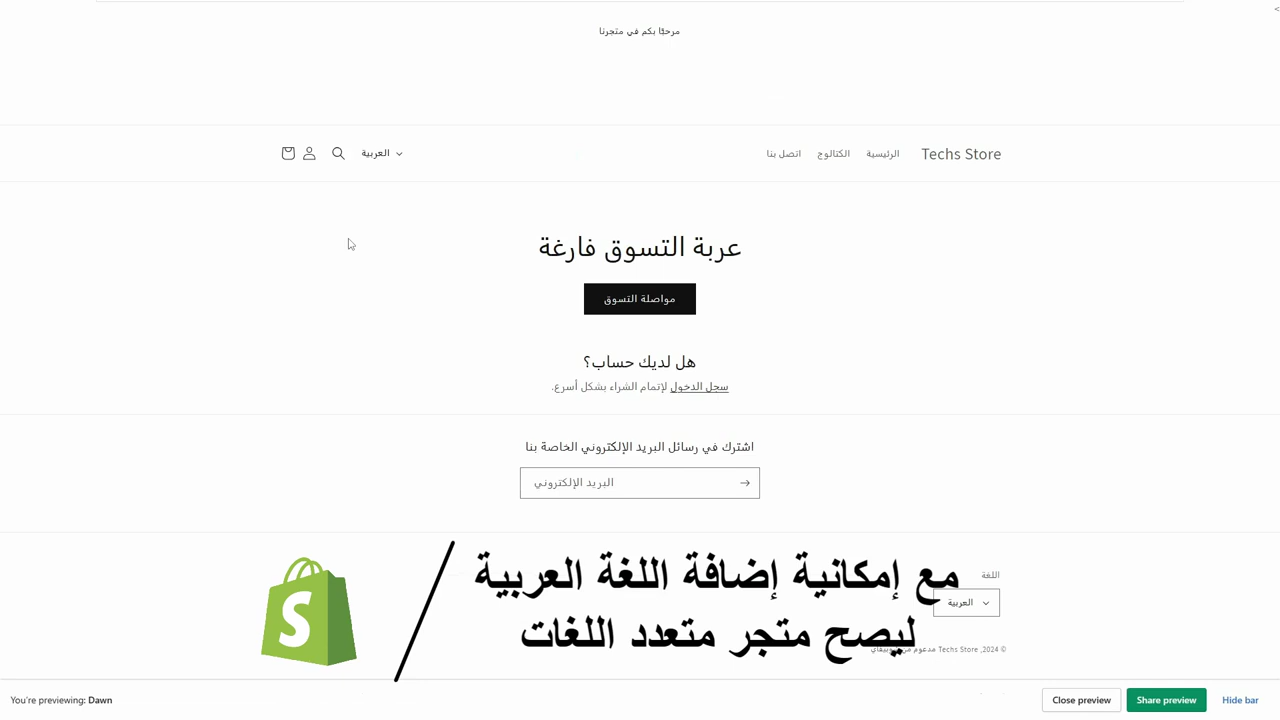 مرحبًا بكم في متجرنا
Techs Store
الرئيسية
الكتالوج
اتصل بنا
العربية
عربة التسوق فارغة
مواصلة التسوق
هل لديك حساب؟
سجل الدخول لإتمام الشراء بشكل أسرع.
اشترك في رسائل البريد الإلكتروني الخاصة بنا
البريد الإلكتروني
اللغة
العربية
مع إمكانية إضافة اللغة العربية
ليصح متجر متعدد اللغات
© 2024, Techs Store مدعوم من
You’re previewing: Dawn
Close preview
Share preview
Hide bar